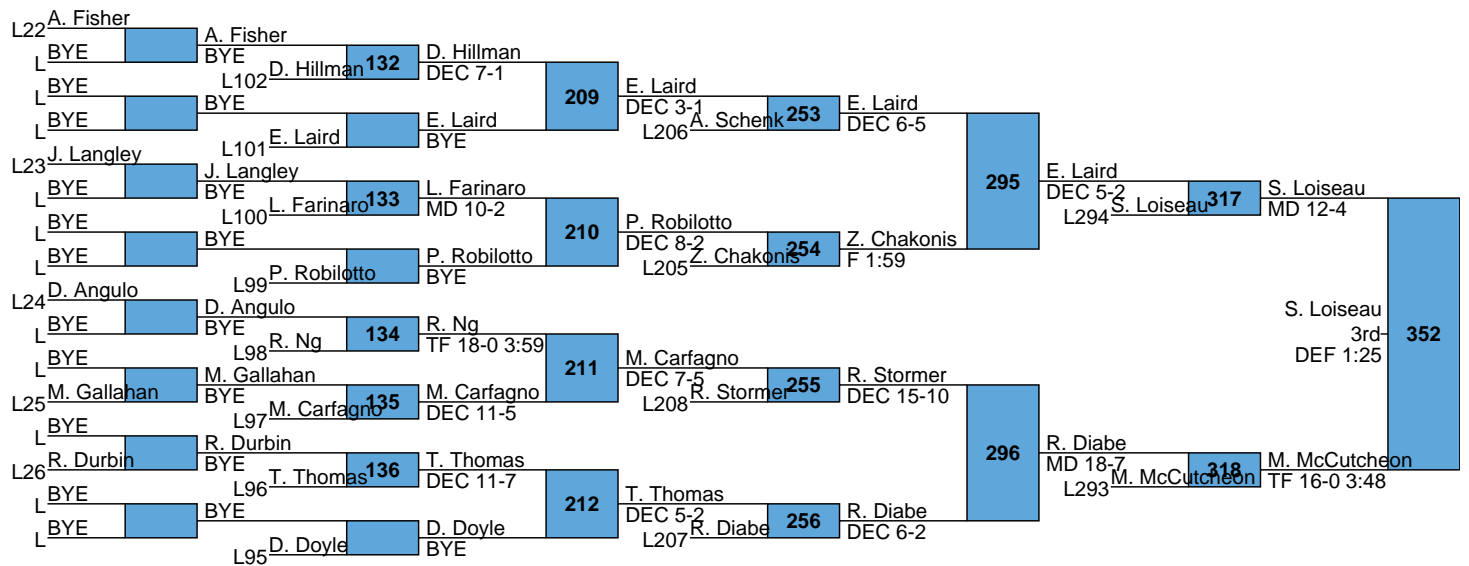 L22 A. Fisher
L BYE
A. Fisher
BYE
L102 D. Hillman
132
D. Hillman
DEC 7-1
L BYE
L BYE
BYE
L101 E. Laird
E. Laird
BYE
209
E. Laird
DEC 3-1
L206 A. Schenk
253
E. Laird
DEC 6-5
L23 J. Langley
L BYE
J. Langley
BYE
L100 L. Farinaro
133
L. Farinaro
MD 10-2
L BYE
L BYE
BYE
L99 P. Robilotto
P. Robilotto
BYE
210
P. Robilotto
DEC 8-2
L205 Z. Chakonis
254
Z. Chakonis
F 1:59
295
E. Laird
DEC 5-2
L294 S. Loiseau
317
S. Loiseau
MD 12-4
L24 D. Angulo
L BYE
D. Angulo
BYE
L98 R. Ng
134
R. Ng
TF 18-0 3:59
L BYE
L25 M. Gallahan
M. Gallahan
BYE
L97 M. Carfagno
135
M. Carfagno
DEC 11-5
211
M. Carfagno
DEC 7-5
L208 R. Stormer
255
R. Stormer
DEC 15-10
L BYE
L26 R. Durbin
R. Durbin
BYE
L96 T. Thomas
136
T. Thomas
DEC 11-7
L BYE
L BYE
BYE
L95 D. Doyle
D. Doyle
BYE
212
T. Thomas
DEC 5-2
L207 R. Diabe
256
R. Diabe
DEC 6-2
296
R. Diabe
MD 18-7
L293 M. McCutcheon
318
M. McCutcheon
TF 16-0 3:48
S. Loiseau
3rd
DEF 1:25
352